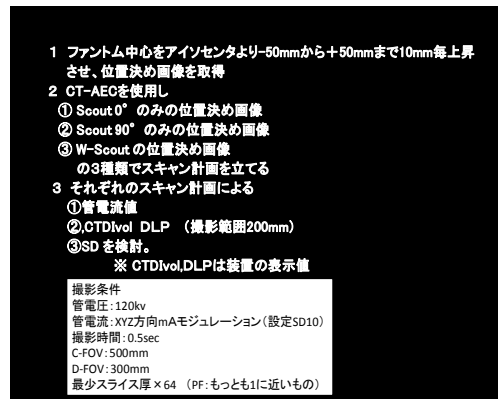 1 ファントム中心をアイソセンタより-50mmから＋50mmまで10mm毎上昇
させ、位置決め画像を取得
2 CT-AECを使用し
① Scout 0° のみの位置決め画像
② Scout 90° のみの位置決め画像
③ W-Scout の位置決め画像
の3種類でスキャン計画を立てる
3 それぞれのスキャン計画による
①管電流値
②,CTDIvol DLP （撮影範囲200mm）
③SD を検討。
※ CTDIvol,DLPは装置の表示値
撮影条件
管電圧：120kv
管電流：XYZ方向mAモジュレーション（設定SD10）
撮影時間：0.5sec
C-FOV：500mm
D-FOV：300mm
最少スライス厚×64 （PF：もっとも1に近いもの）